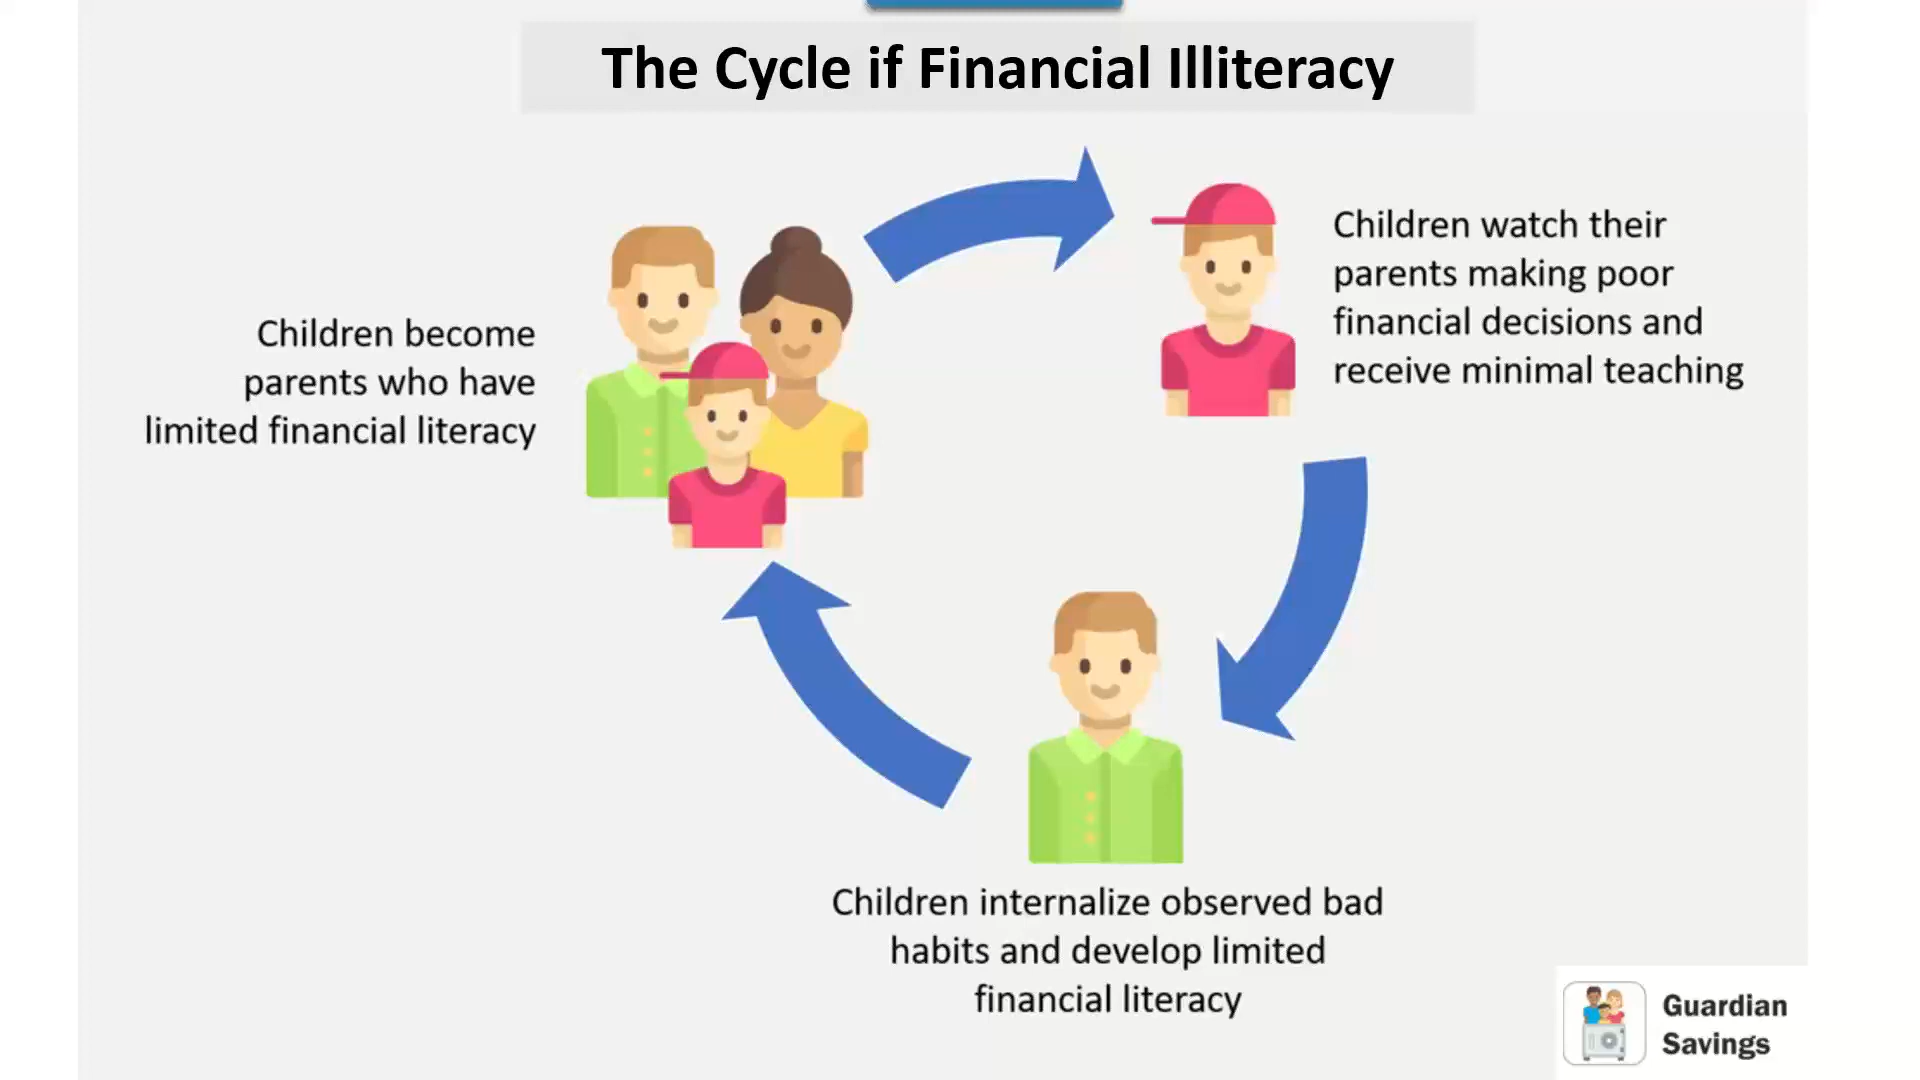 The Cycle if Financial Illiteracy
Children watch their
parents making poor
financial decisions and
receive minimal teaching
Children become
parents who have
limited financial literacy
Children internalize observed bad
habits and develop limited
financial literacy
Guardian
Savings